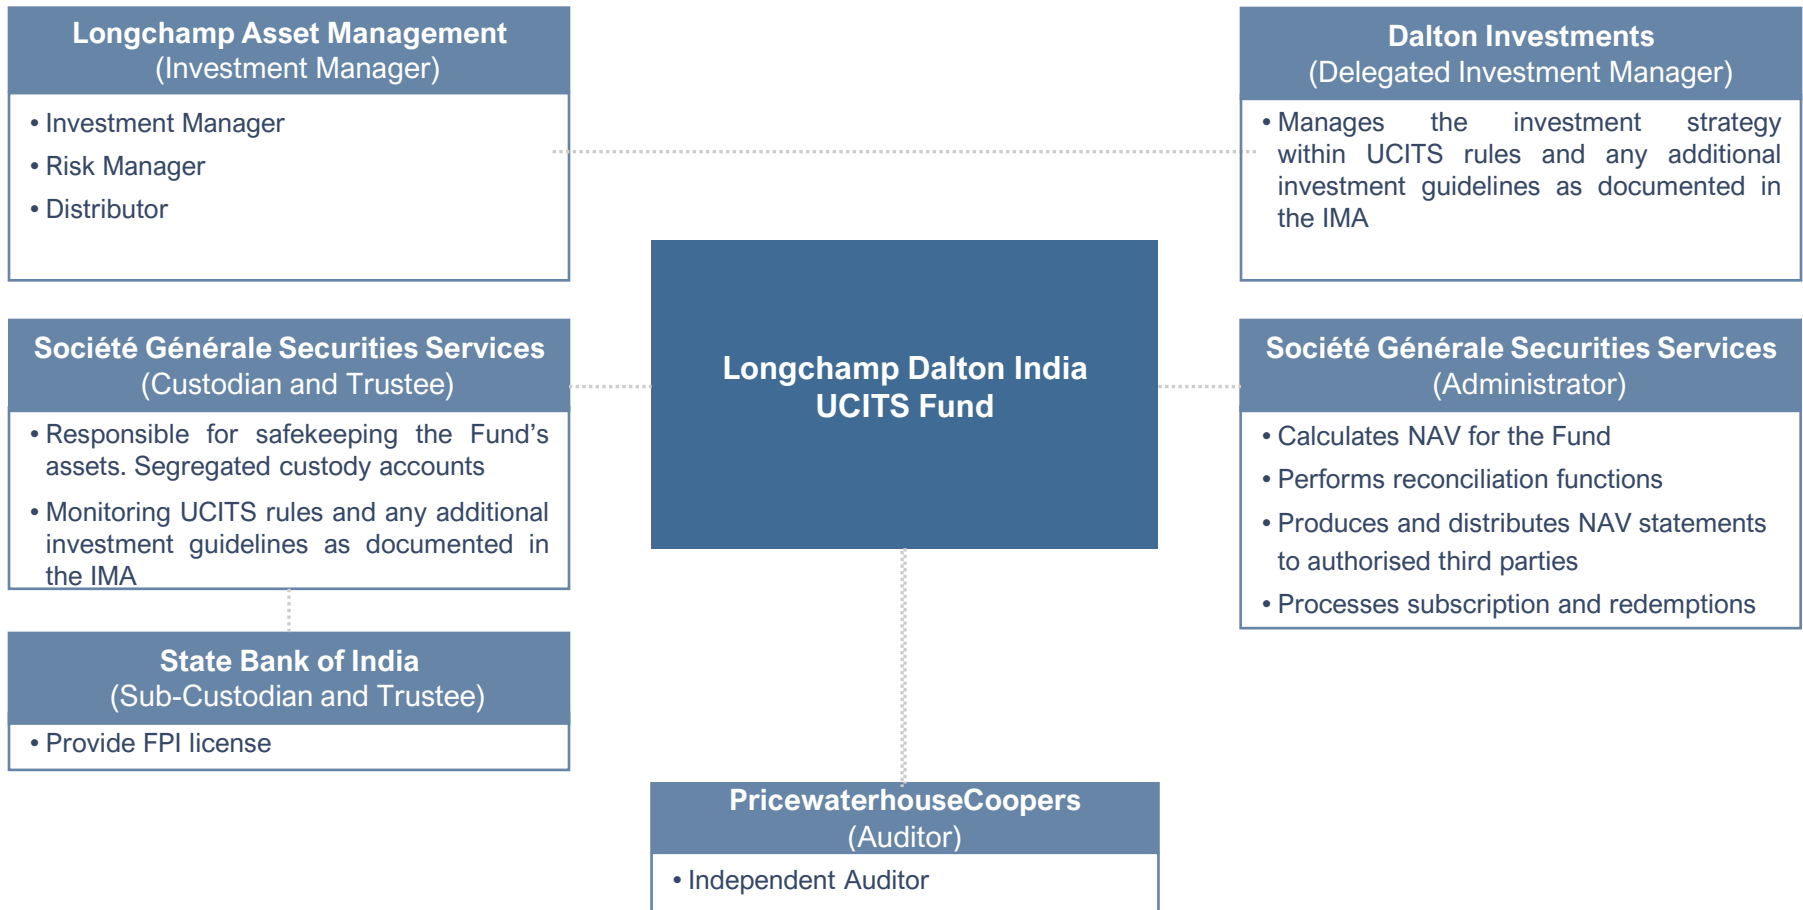 Longchamp Asset Management
(Investment Manager)
• Investment Manager
• Risk Manager
• Distributor
Dalton Investments
(Delegated Investment Manager)
• Manages the investment strategy
within UCITS rules and any additional
investment guidelines as documented in
the IMA
Longchamp Dalton India
UCITS Fund
Société Générale Securities Services
(Custodian and Trustee)
• Responsible for safekeeping the Fund’s
assets. Segregated custody accounts
• Monitoring UCITS rules and any additional
investment guidelines as documented in
the IMA
Société Générale Securities Services
(Administrator)
• Calculates NAV for the Fund
• Performs reconciliation functions
• Produces and distributes NAV statements
to authorised third parties
• Processes subscription and redemptions
State Bank of India
(Sub-Custodian and Trustee)
• Provide FPI license
PricewaterhouseCoopers
(Auditor)
• Independent Auditor